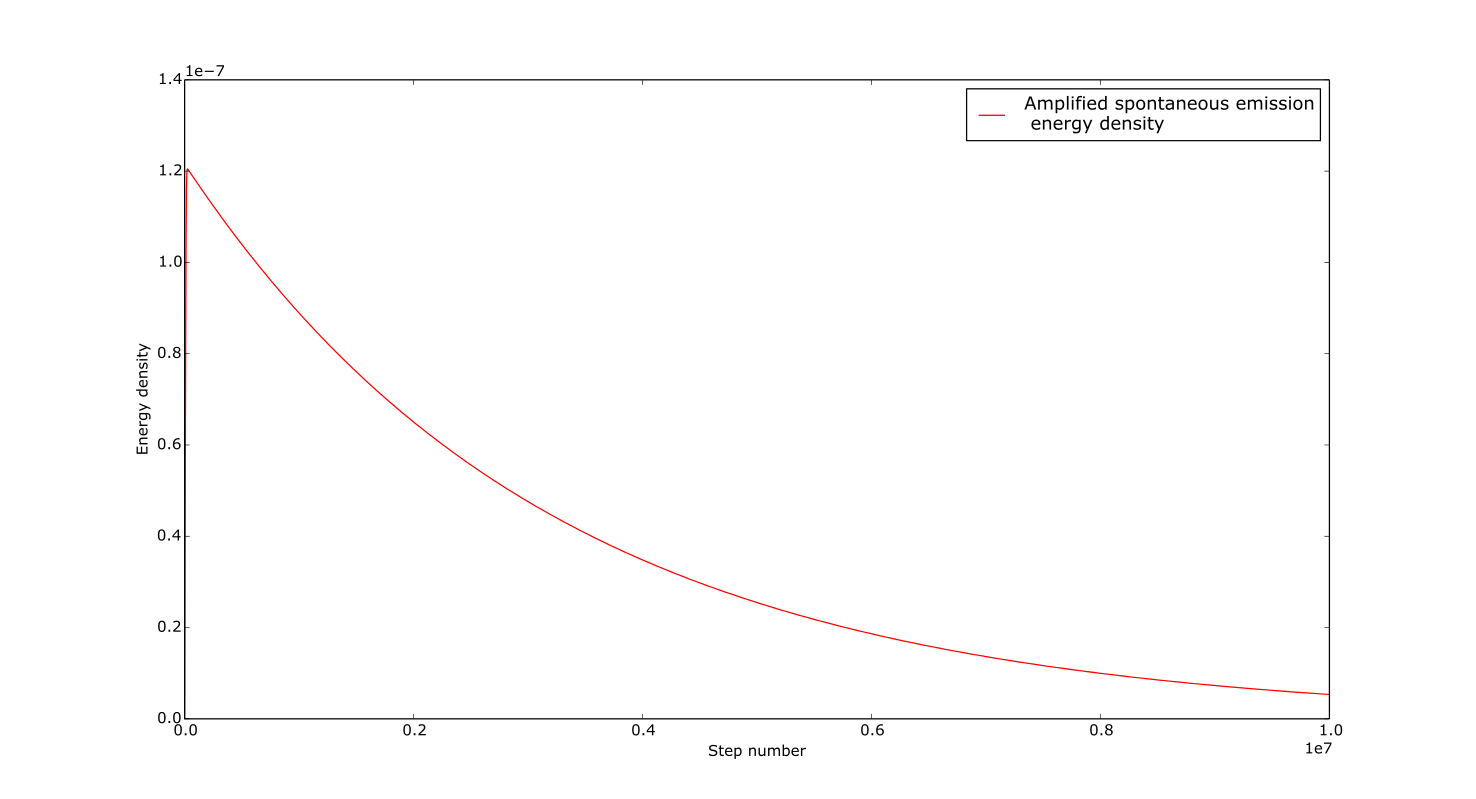 1e−7
1.4
Amplified spontaneous emission
energy density
1.2
1.0
0.8
Energy density
0.6
0.4
0.2
0.0
0.0 0.2 0.4 0.6 0.8 1.0
Step number
1e7